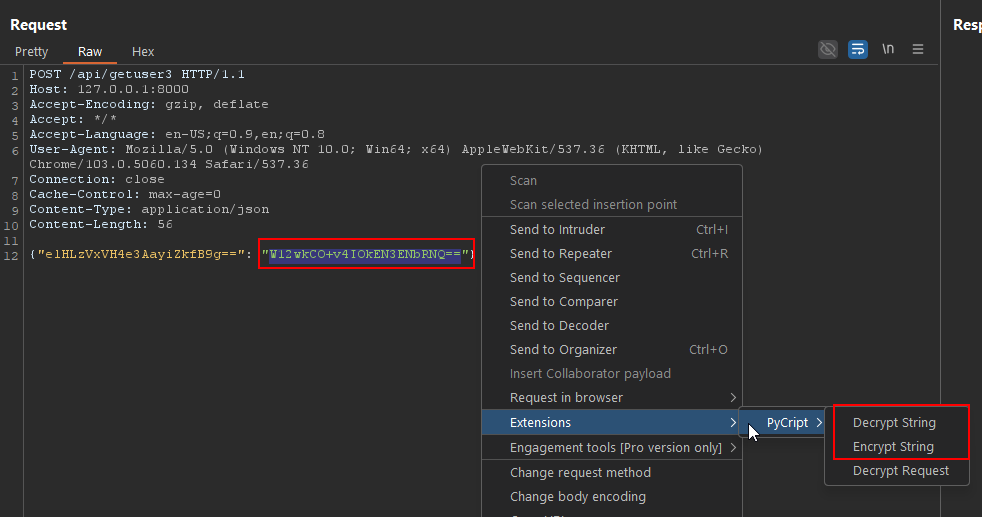 Request
Resp
Pretty
Raw
Hex
\n
1 POST /api/getuser3 HTTP/1.1
2 Host: 127.0.0.1:8000
3 Accept-Encoding: gzip, deflate
4 Accept: */*
5 Accept-Language: en-US;q=0.9,en;q=0.8
6 User-Agent: Mozilla/5.0 (Windows NT 10.0; Win64; x64) AppleWebKit/537.36 (KHTML, like Gecko)
Chrome/103.0.5060.134 Safari/537.36
7 Connection: close
8 Cache-Control: max-age=0
9 Content-Type: application/json
10 Content-Length: 56
11
12 {"elHLzVxVH4e3AayiZkfB9g==": "W12wkCO+v4IOkEN3ENbRNQ=="}
Scan
Scan selected insertion point
Send to Intruder Ctrl+I
Send to Repeater Ctrl+R
Send to Sequencer
Send to Comparer
Send to Decoder
Send to Organizer Ctrl+O
Insert Collaborator payload
Request in browser
Extensions
PyCript
Decrypt String
Encrypt String
Decrypt Request
Engagement tools [Pro version only]
Change request method
Change body encoding